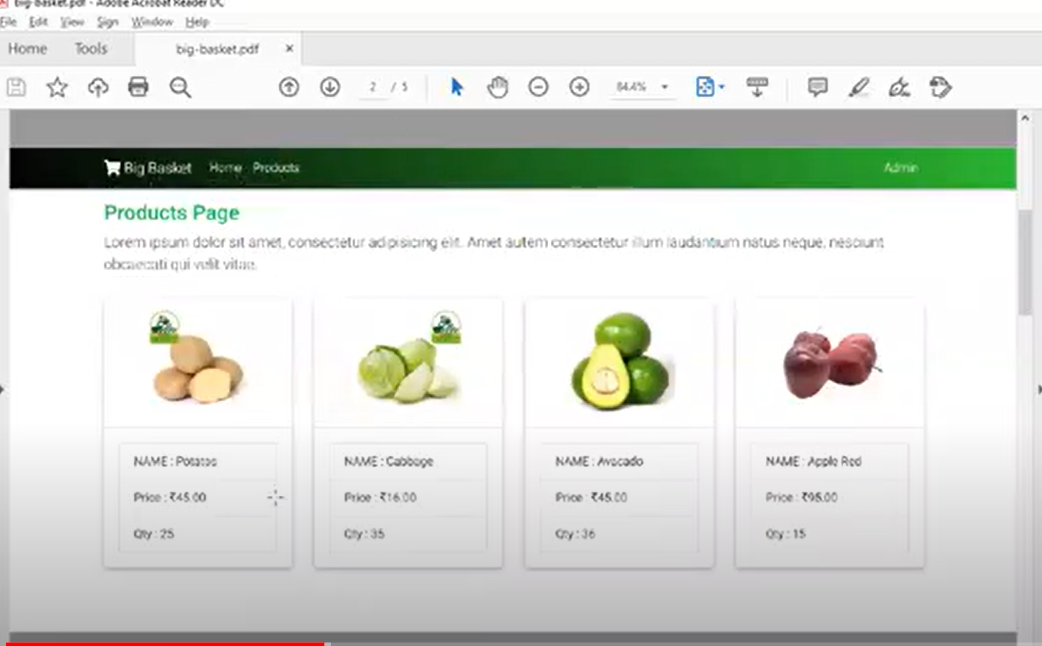 big-basket.pdf - Adobe Acrobat Reader DC
File Edit View Sign Window Help
Home Tools big-basket.pdf ×
2 / 5 84.4%
Big Basket Home Products Admin
Products Page
Lorem ipsum dolor sit amet, consectetur adipisicing elit. Amet autem consectetur illum laudantium natus neque, nesciunt
obcaecati qui velit vitae.
NAME : Potatos
Price : ₹45.00
Qty : 25
NAME : Cabbage
Price : ₹16.00
Qty : 35
NAME : Avacado
Price : ₹45.00
Qty : 36
NAME : Apple Red
Price : ₹95.00
Qty : 15